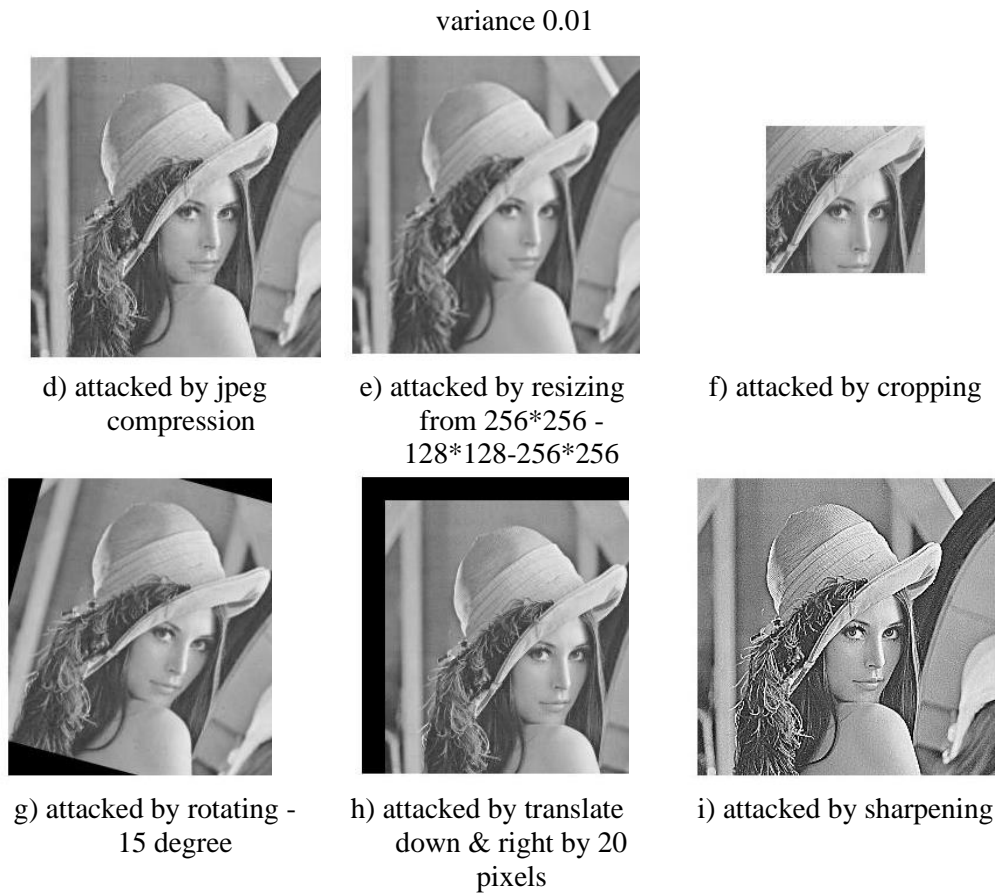 variance 0.01
d) attacked by jpeg
compression
e) attacked by resizing
from 256*256 -
128*128-256*256
f) attacked by cropping
g) attacked by rotating -
15 degree
h) attacked by translate
down & right by 20
pixels
i) attacked by sharpening